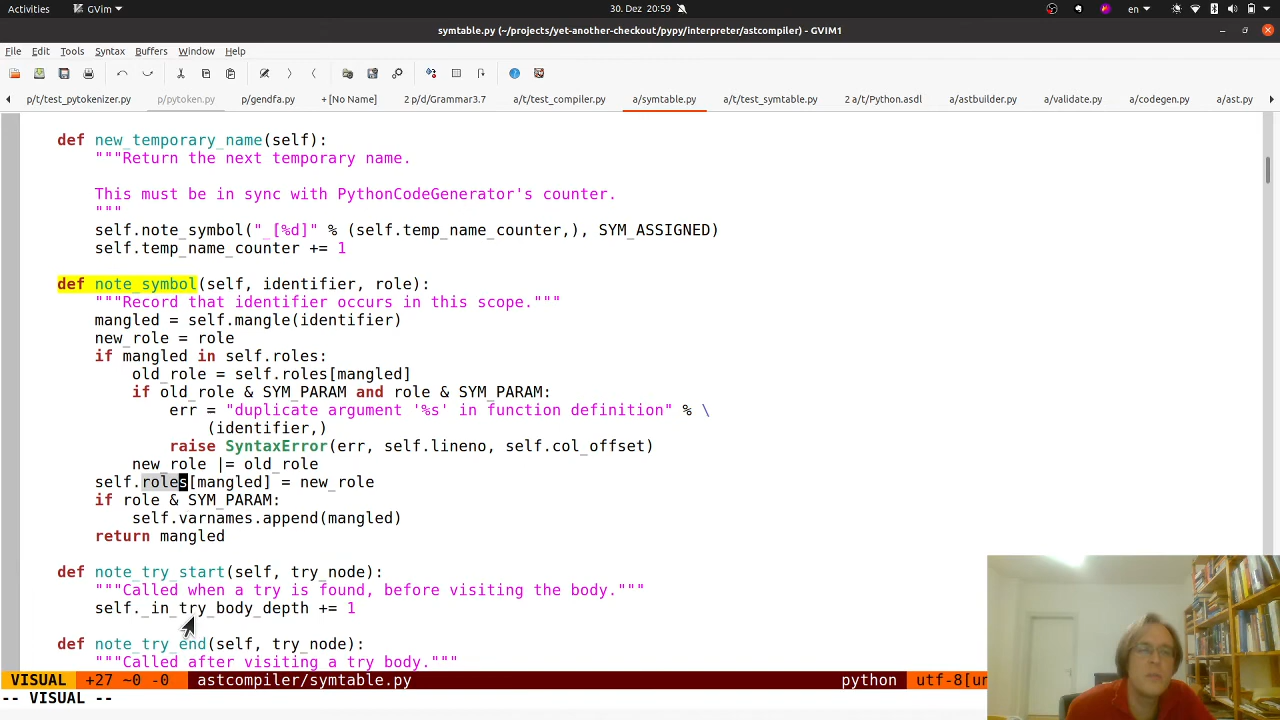 Activities GVim 30. Dez 20:59 en
symtable.py (~/projects/yet-another-checkout/pypy/interpreter/astcompiler) - GVIM1
File Edit Tools Syntax Buffers Window Help
p/t/test_pytokenizer.py p/pytoken.py p/gendfa.py + [No Name] 2 p/d/Grammar3.7 a/t/test_compiler.py a/symtable.py a/t/test_symtable.py 2 a/t/Python.asdl a/astbuilder.py a/validate.py a/codegen.py a/ast.py
def new_temporary_name(self):
"""Return the next temporary name.
This must be in sync with PythonCodeGenerator's counter.
"""
self.note_symbol("_[%d]" % (self.temp_name_counter,), SYM_ASSIGNED)
self.temp_name_counter += 1
def note_symbol(self, identifier, role):
"""Record that identifier occurs in this scope."""
mangled = self.mangle(identifier)
new_role = role
if mangled in self.roles:
old_role = self.roles[mangled]
if old_role & SYM_PARAM and role & SYM_PARAM:
err = "duplicate argument '%s' in function definition" % \
(identifier,)
raise SyntaxError(err, self.lineno, self.col_offset)
new_role |= old_role
self.roles[mangled] = new_role
if role & SYM_PARAM:
self.varnames.append(mangled)
return mangled
def note_try_start(self, try_node):
"""Called when a try is found, before visiting the body."""
self._in_try_body_depth += 1
def note_try_end(self, try_node):
"""Called after visiting a try body."""
VISUAL +27 ~0 -0 astcompiler/symtable.py python utf-8[un
-- VISUAL --